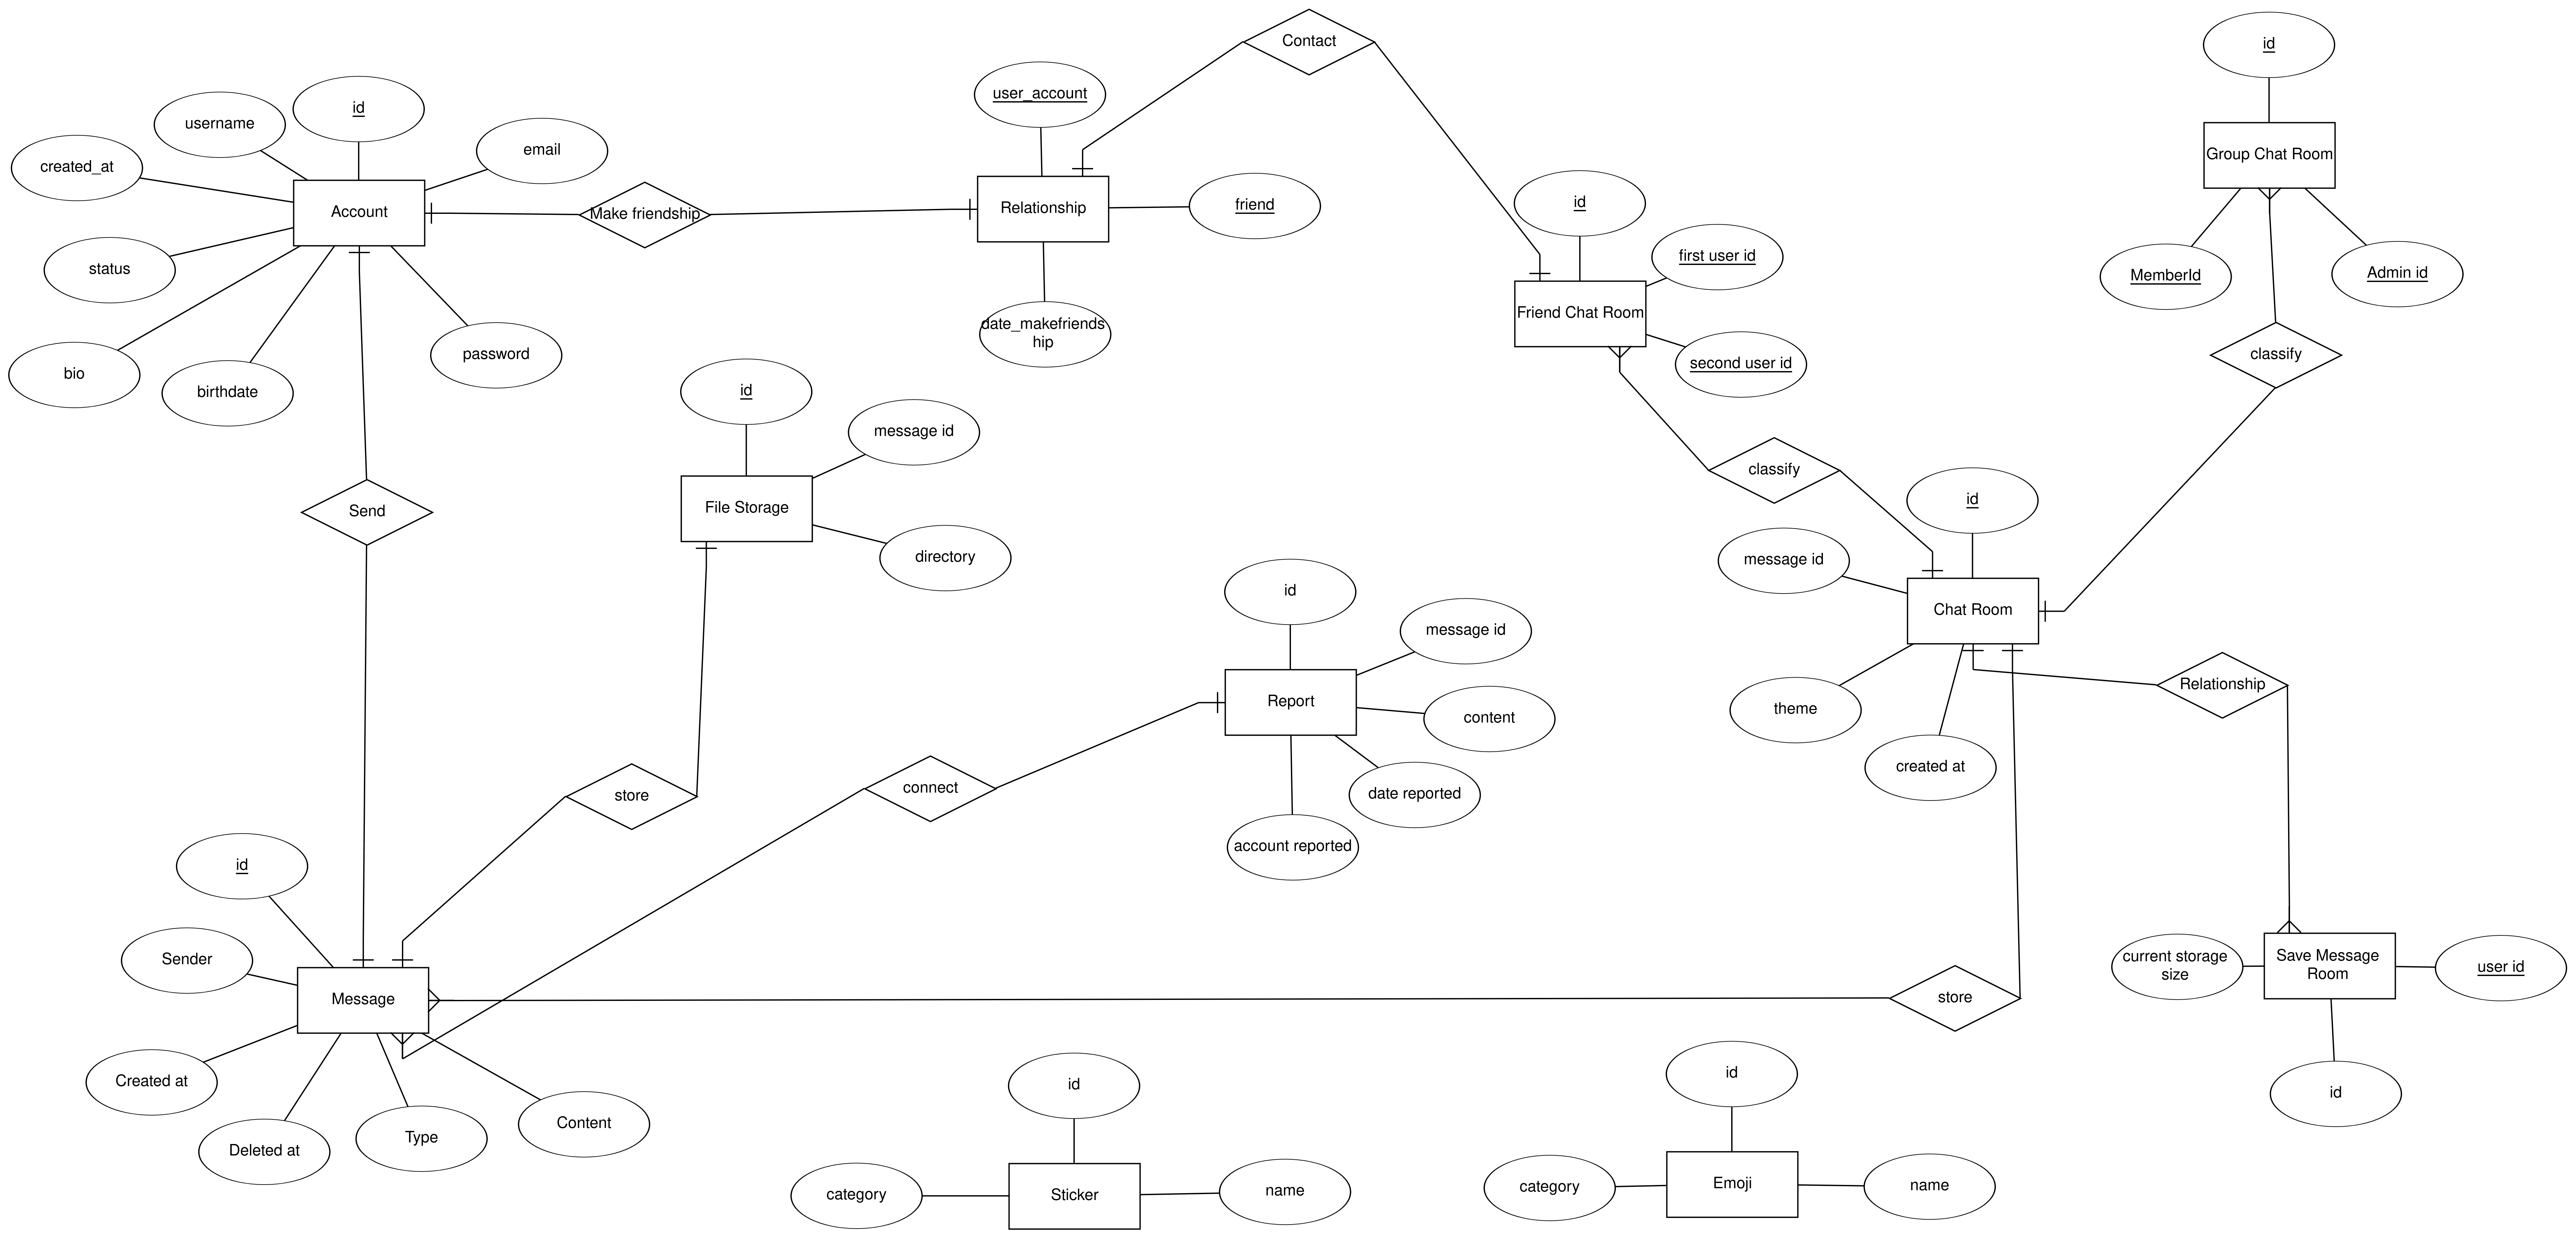 Contact
id
user_account
id
username
email
created_at
Group Chat Room
Account
Make friendship
Relationship
friend
id
first user id
MemberId
Admin id
status
Friend Chat Room
date_makefriends
hip
second user id
classify
bio
birthdate
password
id
message id
classify
File Storage
Send
id
directory
message id
id
Chat Room
message id
Report
content
theme
Relationship
created at
store
connect
date reported
account reported
id
Sender
current storage
size
Save Message
Room
user id
Message
store
Created at
id
id
id
Content
Type
Deleted at
category
Sticker
name
category
Emoji
name